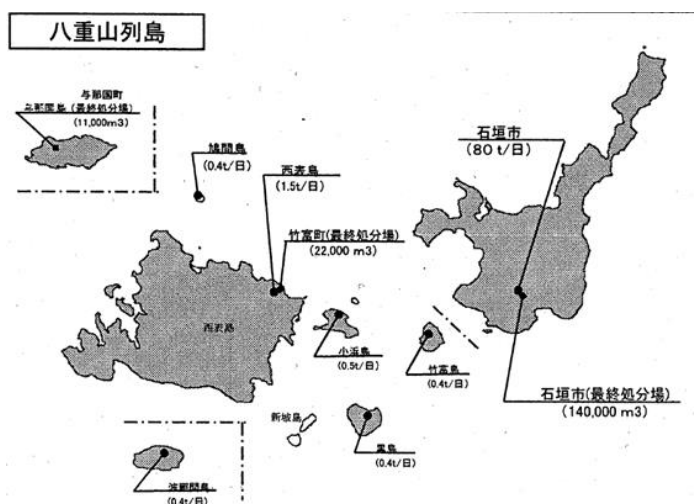 八重山列島
与那国町
与那国島(最終処分場)
(11,000m3)
鳩間島
(0.4t/日)
西表島
(1.5t/日)
竹富町(最終処分場)
(22,000 m3)
石垣市
(80 t/日)
西表島
小浜島
(0.5t/日)
竹富島
(0.4t/日)
石垣市(最終処分場)
(140,000 m3)
新城島
黒島
(0.4t/日)
波照間島
(0.4t/日)